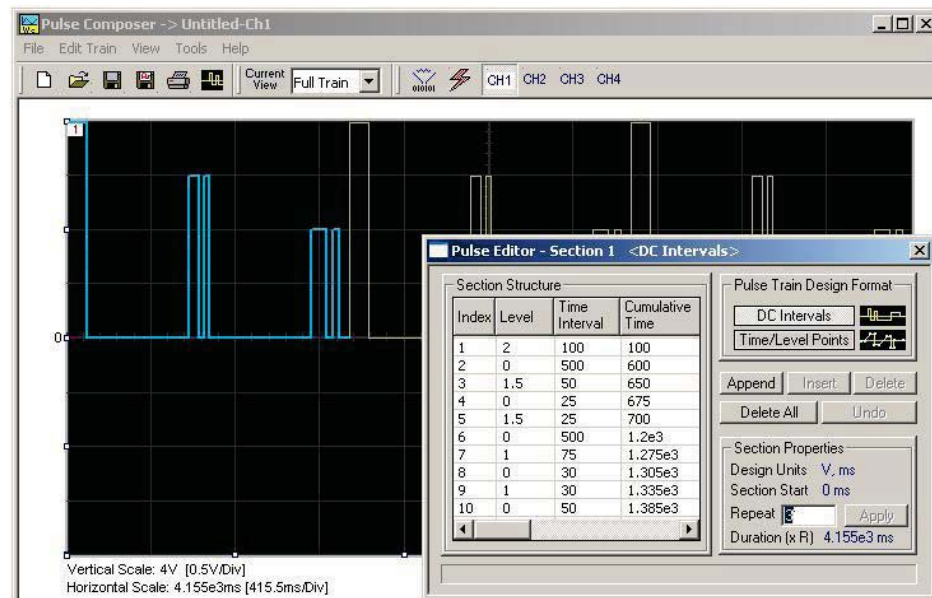 Pulse Composer -> Untitled-Ch1
File Edit Train View Tools Help
Current View Full Train CH1 CH2 CH3 CH4
1
0
Vertical Scale: 4V [0.5V/Div]
Horizontal Scale: 4.155e3ms [415.5ms/Div]
Pulse Editor - Section 1 <DC Intervals>
Section Structure
Index Level Time Interval Cumulative Time
1 2 100 100
2 0 500 600
3 1.5 50 650
4 0 25 675
5 1.5 25 700
6 0 500 1.2e3
7 1 75 1.275e3
8 0 30 1.305e3
9 1 30 1.335e3
10 0 50 1.385e3
Pulse Train Design Format
DC Intervals
Time/Level Points
Append Insert Delete
Delete All Undo
Section Properties
Design Units V, ms
Section Start 0 ms
Repeat 3 Apply
Duration (x R) 4.155e3 ms